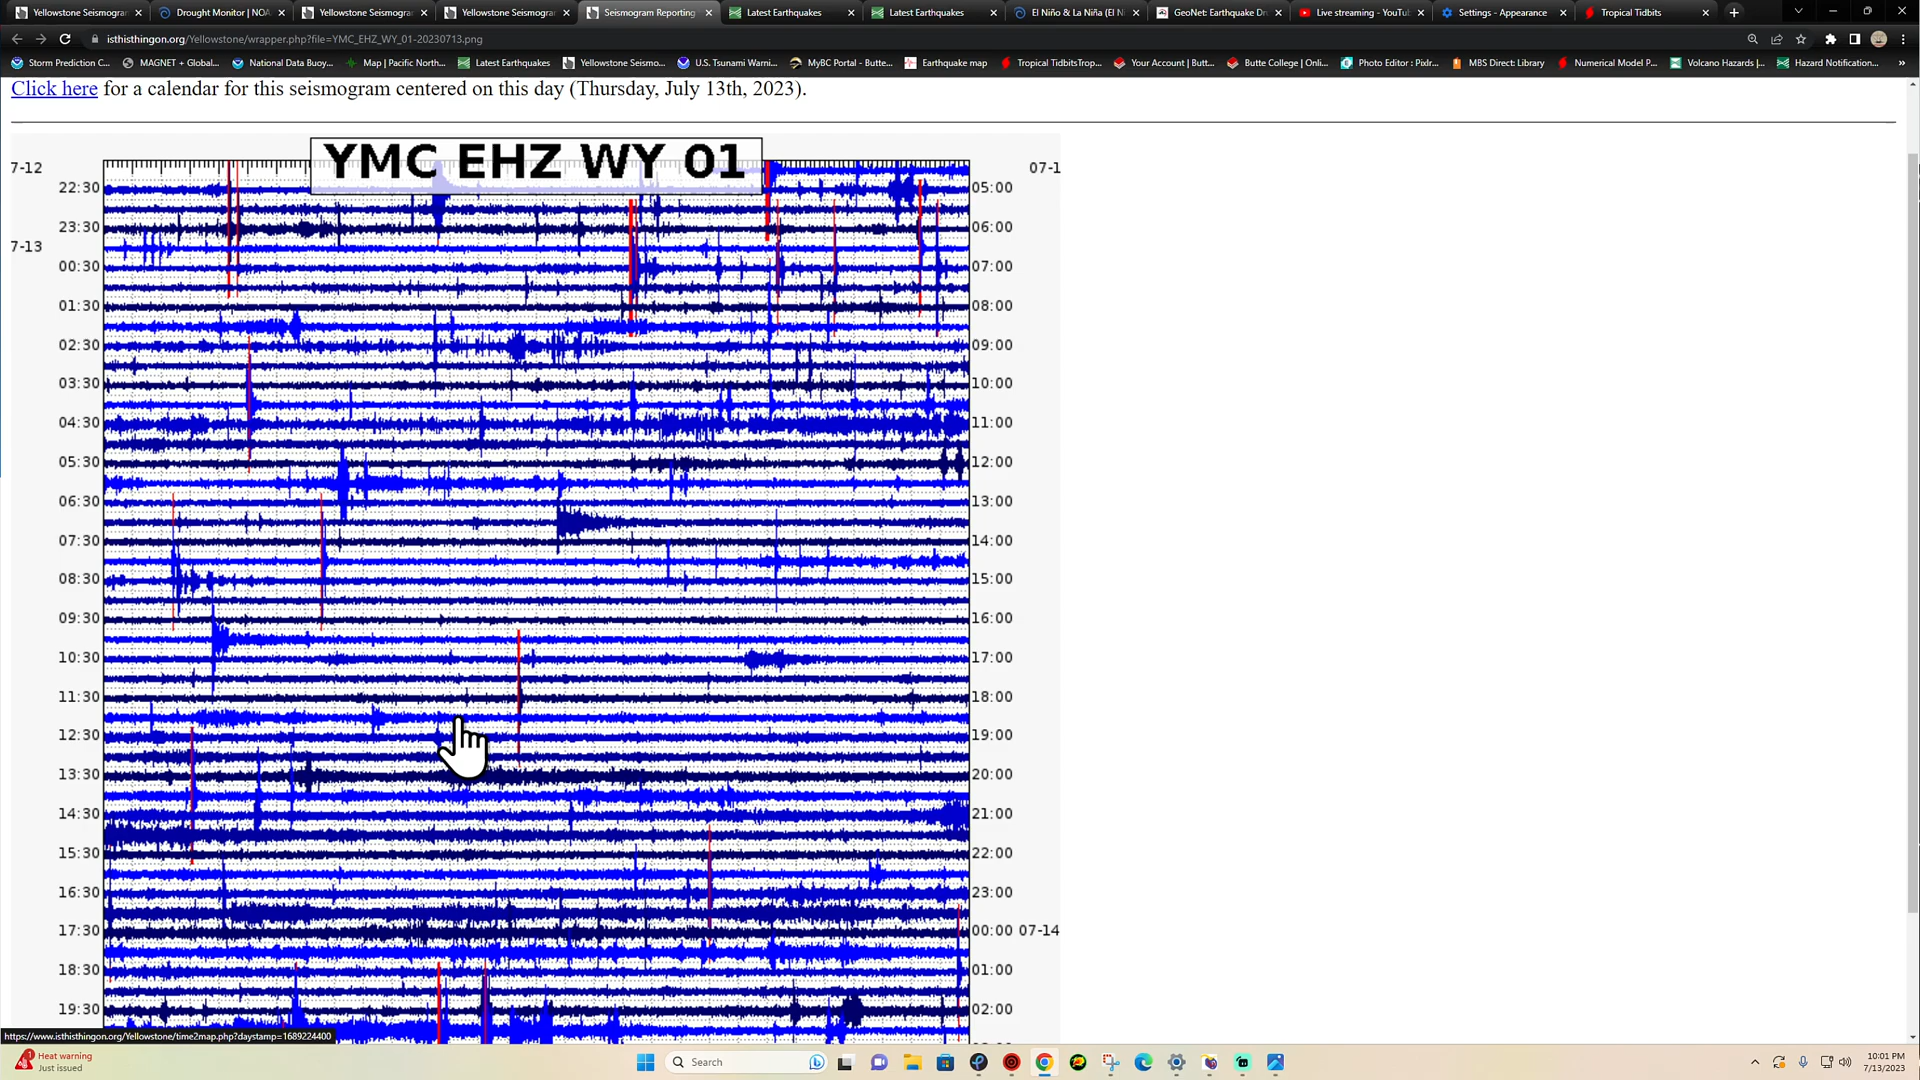 Yellowstone Seismogra
Drought Monitor | NOA
Yellowstone Seismogra
Yellowstone Seismogra
Seismogram Reporting
Latest Earthquakes
Latest Earthquakes
El Niño & La Niña (El N
GeoNet: Earthquake Dr
Live streaming - YouTu
Settings - Appearance
Tropical Tidbits
isthisthingon.org/Yellowstone/wrapper.php?file=YMC_EHZ_WY_01-20230713.png
Storm Prediction C...
MAGNET + Global...
National Data Buoy...
Map | Pacific North...
Latest Earthquakes
Yellowstone Seismo...
U.S. Tsunami Warni...
MyBC Portal - Butte...
Earthquake map
Tropical TidbitsTrop...
Your Account | Butt...
Butte College | Onli...
Photo Editor : Pixlr...
MBS Direct Library
Numerical Model P...
Volcano Hazards |...
Hazard Notification...
»
Click here for a calendar for this seismogram centered on this day (Thursday, July 13th, 2023).
YMC EHZ WY 01
7-12 07-1
22:30 05:00
23:30 06:00
7-13
00:30 07:00
01:30 08:00
02:30 09:00
03:30 10:00
04:30 11:00
05:30 12:00
06:30 13:00
07:30 14:00
08:30 15:00
09:30 16:00
10:30 17:00
11:30 18:00
12:30 19:00
13:30 20:00
14:30 21:00
15:30 22:00
16:30 23:00
17:30 00:00 07-14
18:30 01:00
19:30 02:00
https://www.isthisthingon.org/Yellowstone/time2map.php?daystamp=1689224400
Heat warning
Just issued
Search
10:01 PM
7/13/2023